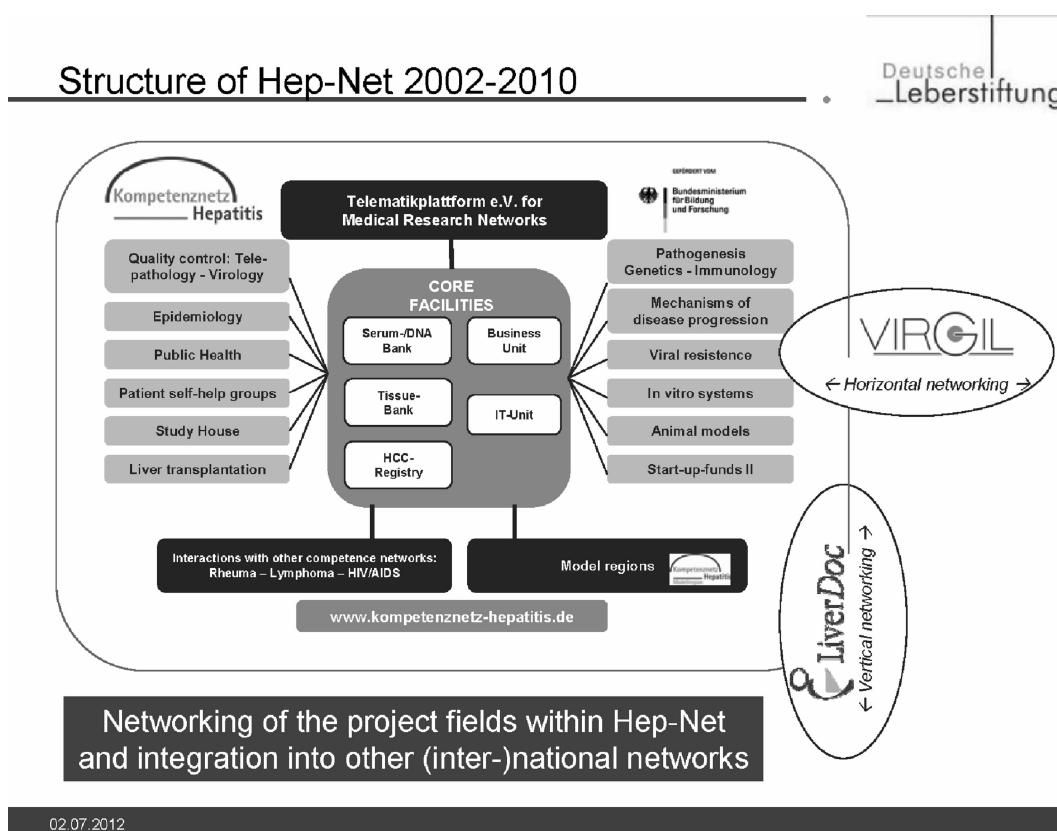 Structure of Hep-Net 2002-2010
Deutsche
Leberstiftung
Kompetenznetz
Hepatitis
Telematikplattform e.V. for
Medical Research Networks
GEFÖRDERT VOM
Bundesministerium
für Bildung
und Forschung
Quality control: Tele-
pathology - Virology
Epidemiology
Public Health
Patient self-help groups
Study House
Liver transplantation
CORE
FACILITIES
Serum-/DNA
Bank
Business
Unit
Tissue-
Bank
IT-Unit
HCC-
Registry
Pathogenesis
Genetics - Immunology
Mechanisms of
disease progression
Viral resistence
In vitro systems
Animal models
Start-up-funds II
VIRGIL
← Horizontal networking →
LiverDoc
← Vertical networking →
Interactions with other competence networks:
Rheuma – Lymphoma – HIV/AIDS
Model regions
Kompetenznetz
Hepatitis
www.kompetenznetz-hepatitis.de
Networking of the project fields within Hep-Net
and integration into other (inter-)national networks
02.07.2012